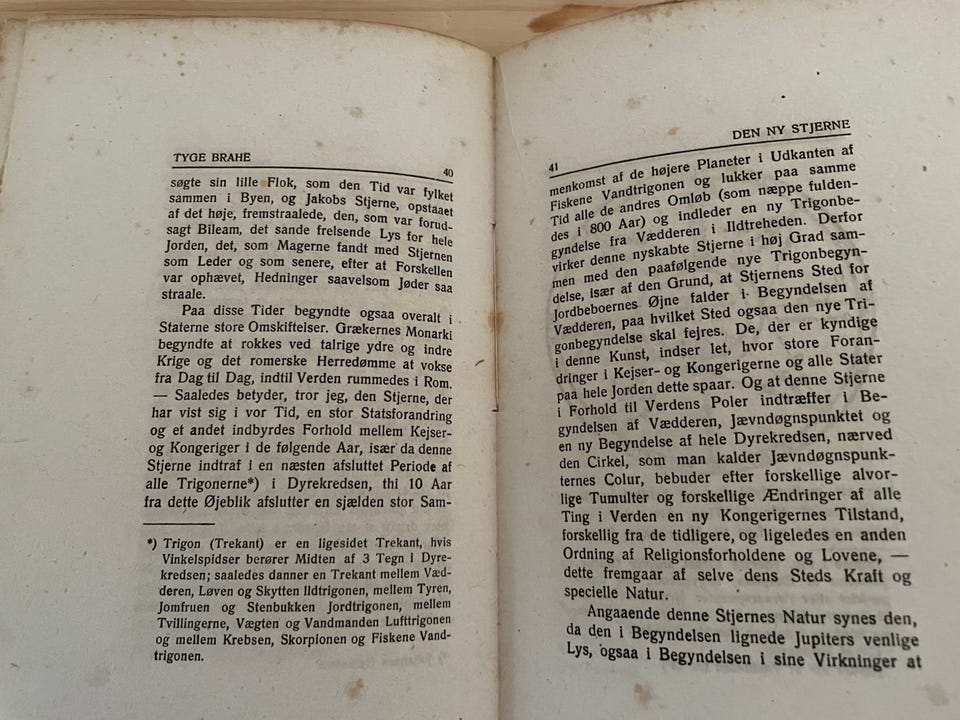 TYGE BRAHE
40
søgte sin lille Flok, som den Tid var fylket
sammen i Byen, og Jakobs Stjerne, opstaaet
af det høje, fremstraalede, den, som var forud-
sagt Bileam, det sande frelsende Lys for hele
Jorden, det, som Magerne fandt med Stjernen
som Leder og som senere, efter at Forskellen
var ophævet, Hedninger saavelsom Jøder saa
straale.
Paa disse Tider begyndte ogsaa overalt i
Staterne store Omskiftelser. Grækernes Monarki
begyndte at rokkes ved talrige ydre og indre
Krige og det romerske Herredømme at vokse
fra Dag til Dag, indtil Verden rummedes i Rom.
— Saaledes betyder, tror jeg, den Stjerne, der
har vist sig i vor Tid, en stor Statsforandring
og et andet indbyrdes Forhold mellem Kejser-
og Kongeriger i de følgende Aar, især da denne
Stjerne indtraf i en næsten afsluttet Periode af
alle Trigonerne*) i Dyrekredsen, thi 10 Aar
fra dette Øjeblik afslutter en sjælden stor Sam-
*) Trigon (Trekant) er en ligesidet Trekant, hvis
Vinkelspidser berører Midten af 3 Tegn i Dyre-
kredsen; saaledes danner en Trekant mellem Væd-
deren, Løven og Skytten Ildtrigonen, mellem Tyren,
Jomfruen og Stenbukken Jordtrigonen, mellem
Tvillingerne, Vægten og Vandmanden Lufttrigonen
og mellem Krebsen, Skorpionen og Fiskene Vand-
trigonen.
DEN NY STJERNE
41
menkomst af de højere Planeter i Udkanten af
Fiskene Vandtrigonen og lukker paa samme
Tid alle de andres Omløb (som næppe fulden-
des i 800 Aar) og indleder en ny Trigonbe-
gyndelse fra Vædderen i Ildtreheden. Derfor
virker denne nyskabte Stjerne i høj Grad sam-
men med den paafølgende nye Trigonbegyn-
delse, især af den Grund, at Stjernens Sted for
Jordbeboernes Øjne falder i Begyndelsen af
Vædderen, paa hvilket Sted ogsaa den nye Tri-
gonbegyndelse skal fejres. De, der er kyndige
i denne Kunst, indser let, hvor store Foran-
dringer i Kejser- og Kongerigerne og alle Stater
paa hele Jorden dette spaar. Og at denne Stjerne
i Forhold til Verdens Poler indtræffer i Be-
gyndelsen af Vædderen, Jævndøgnspunktet og
en ny Begyndelse af hele Dyrekredsen, nærved
den Cirkel, som man kalder Jævndøgnspunk-
ternes Colur, bebuder efter forskellige alvor-
lige Tumulter og forskellige Ændringer af alle
Ting i Verden en ny Kongerigernes Tilstand,
forskellig fra de tidligere, og ligeledes en anden
Ordning af Religionsforholdene og Lovene, —
dette fremgaar af selve dens Steds Kraft og
specielle Natur.
Angaaende denne Stjernes Natur synes den,
da den i Begyndelsen lignede Jupiters venlige
Lys, ogsaa i Begyndelsen i sine Virkninger at